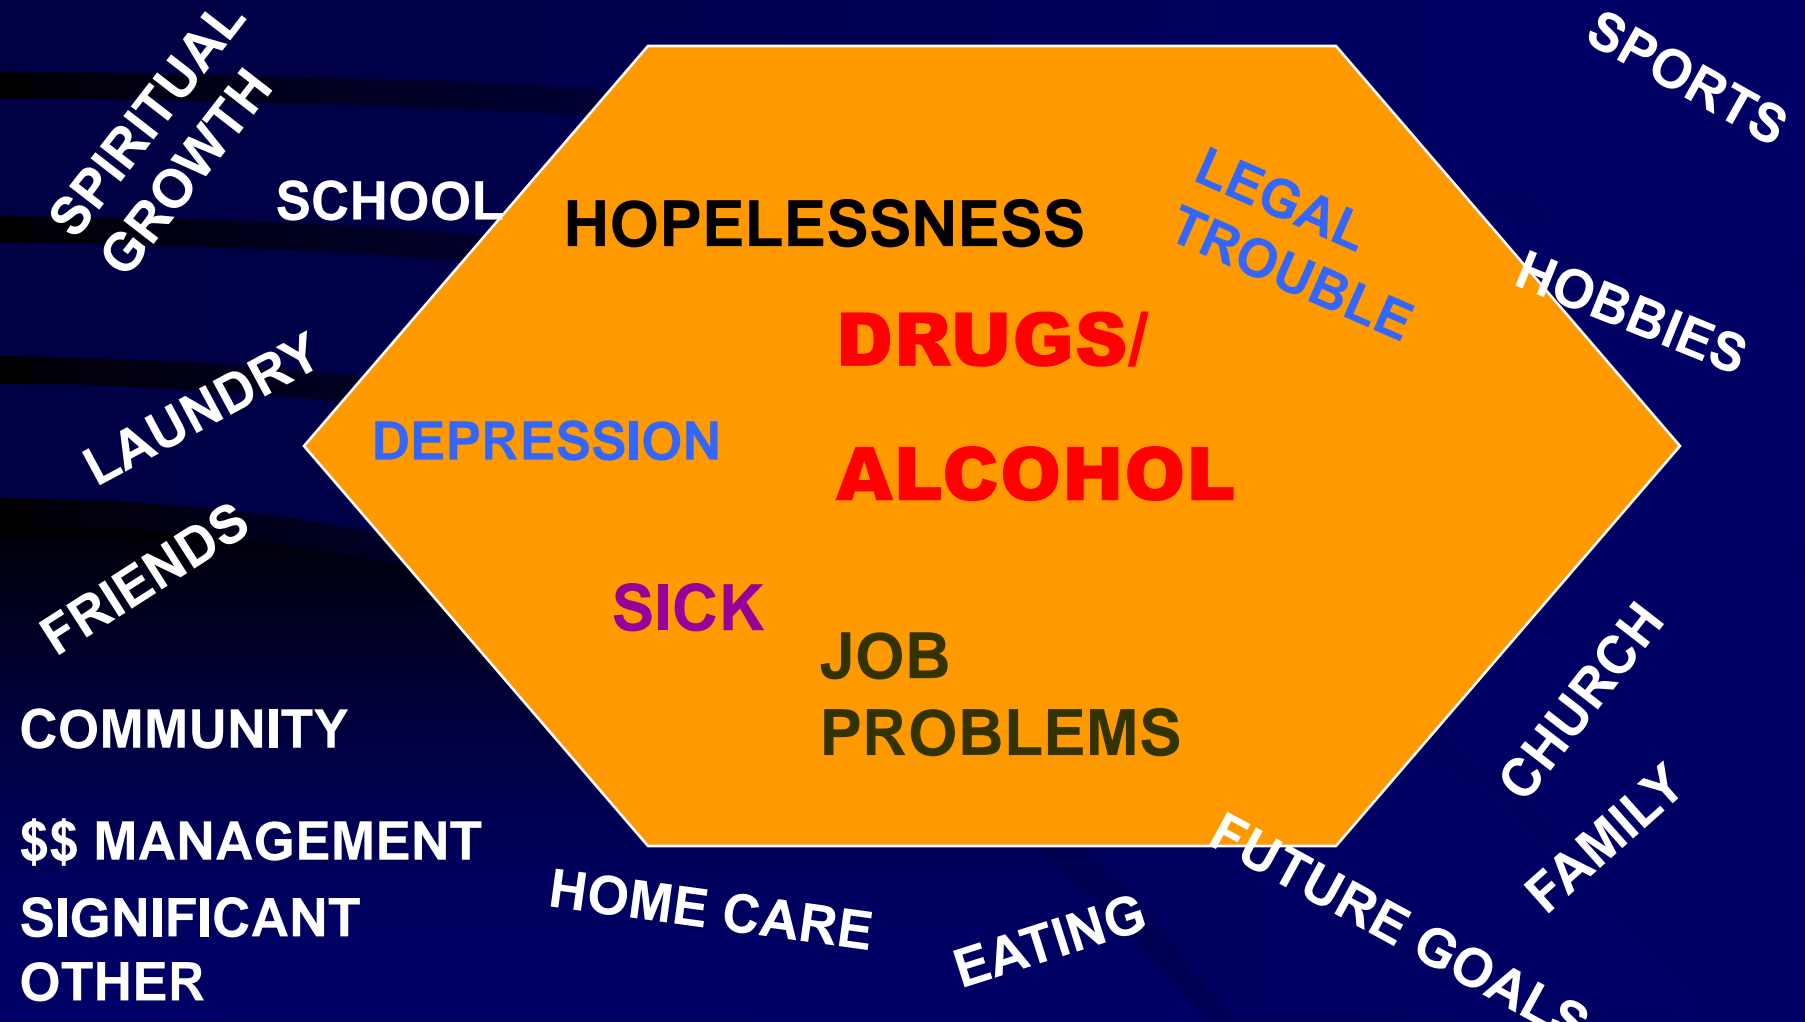 SPIRITUAL
GROWTH
SPORTS
SCHOOL
HOPELESSNESS
LEGAL
TROUBLE
HOBBIES
DRUGS/
ALCOHOL
LAUNDRY
DEPRESSION
FRIENDS
SICK
JOB
PROBLEMS
CHURCH
COMMUNITY
FAMILY
$$ MANAGEMENT
SIGNIFICANT
OTHER
HOME CARE
EATING
FUTURE GOALS